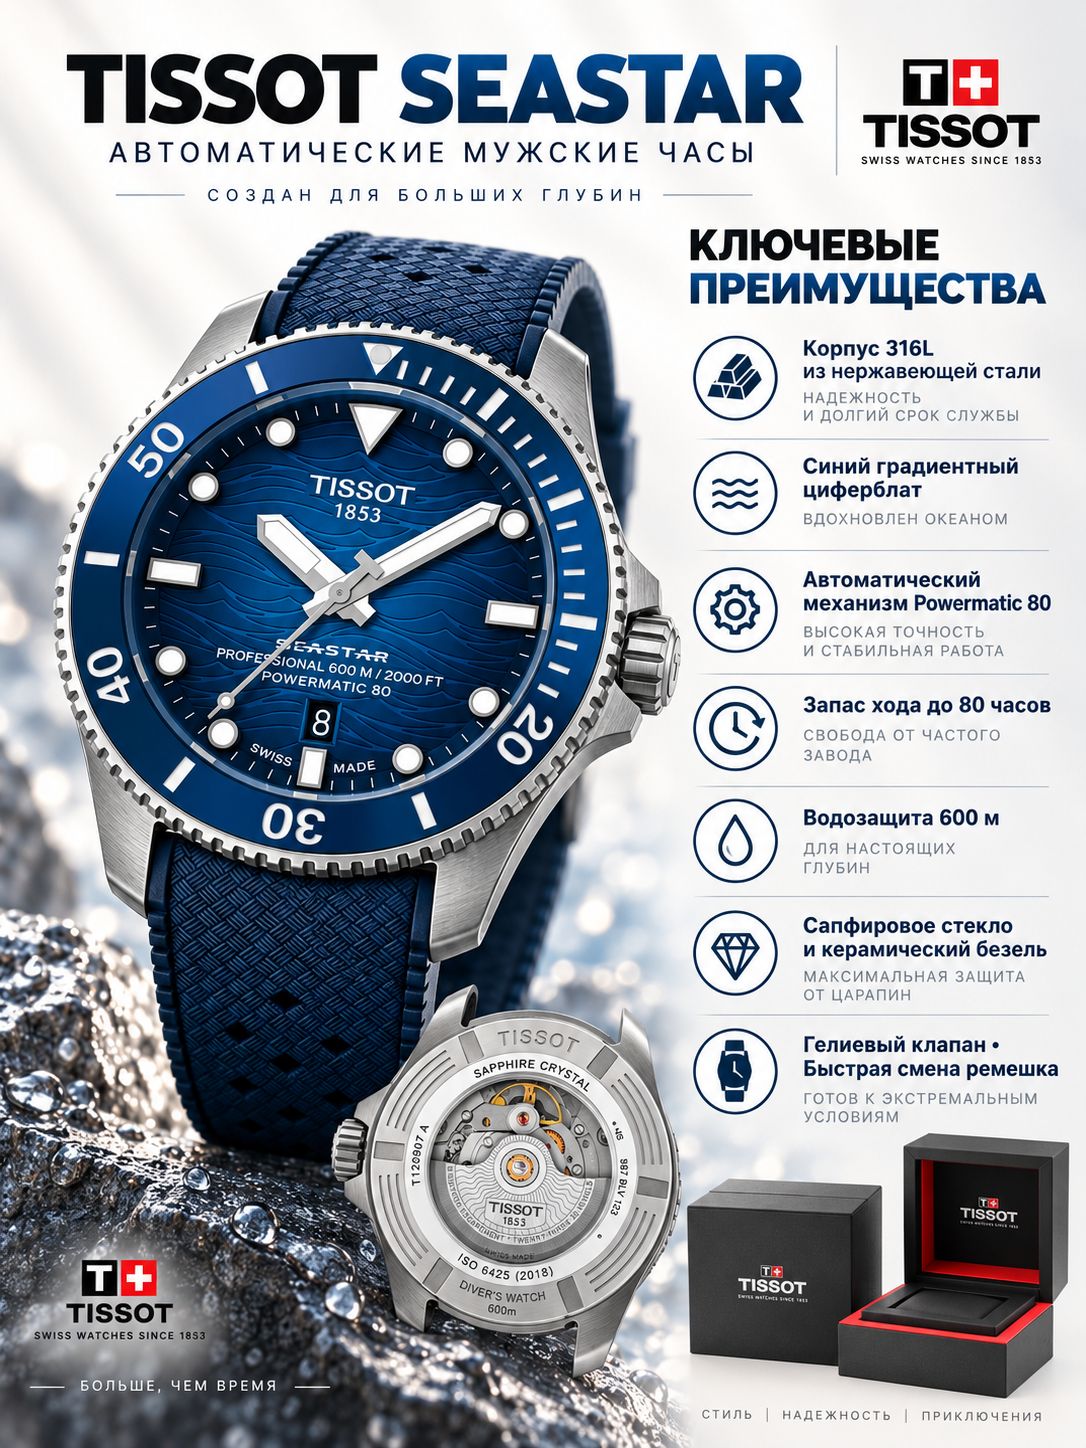 TISSOT SEASTAR
АВТОМАТИЧЕСКИЕ МУЖСКИЕ ЧАСЫ
СОЗДАН ДЛЯ БОЛЬШИХ ГЛУБИН
TISSOT
SWISS WATCHES SINCE 1853
КЛЮЧЕВЫЕ
ПРЕИМУЩЕСТВА
Корпус 316L
из нержавеющей стали
НАДЕЖНОСТЬ
И ДОЛГИЙ СРОК СЛУЖБЫ
Синий градиентный
циферблат
ВДОХНОВЛЕН ОКЕАНОМ
Автоматический
механизм Powermatic 80
ВЫСОКАЯ ТОЧНОСТЬ
И СТАБИЛЬНАЯ РАБОТА
Запас хода до 80 часов
СВОБОДА ОТ ЧАСТОГО
ЗАВОДА
Водозащита 600 м
ДЛЯ НАСТОЯЩИХ
ГЛУБИН
Сапфировое стекло
и керамический безель
МАКСИМАЛЬНАЯ ЗАЩИТА
ОТ ЦАРАПИН
Гелиевый клапан •
Быстрая смена ремешка
ГОТОВ К ЭКСТРЕМАЛЬНЫМ
УСЛОВИЯМ
50
40
30
20
TISSOT
1853
SEASTAR
PROFESSIONAL 600 M / 2000 FT
POWERMATIC 80
8
SWISS MADE
TISSOT
SAPPHIRE CRYSTAL
T120907 A
TISSOT
1853
ISO 6425 (2018)
DIVER'S WATCH
600m
TISSOT
SWISS WATCHES SINCE 1853
TISSOT
SWISS WATCHES SINCE 1853
TISSOT
SWISS WATCHES SINCE 1853
БОЛЬШЕ, ЧЕМ ВРЕМЯ
СТИЛЬ | НАДЕЖНОСТЬ | ПРИКЛЮЧЕНИЯ